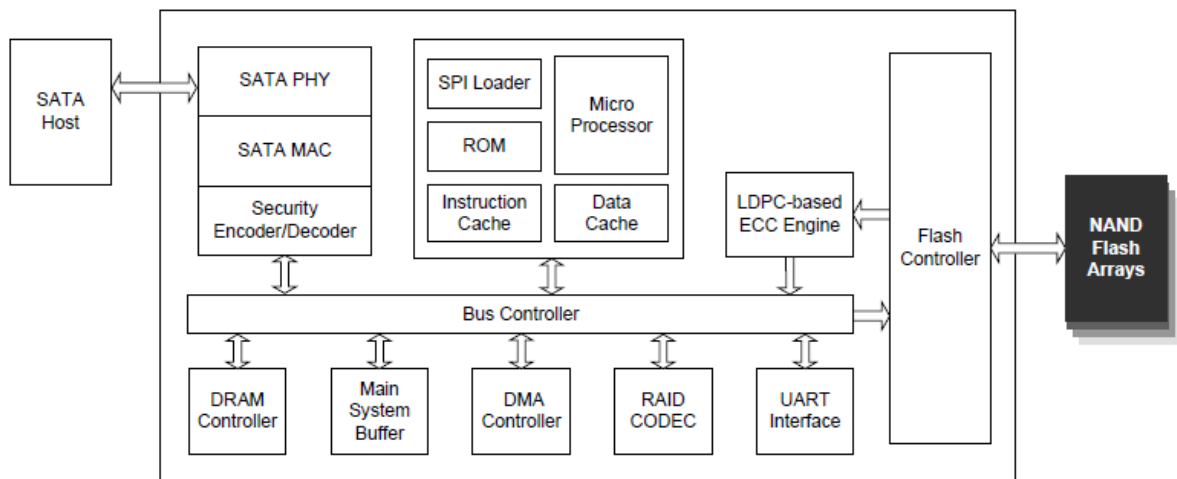 SATA
Host
SATA PHY
SATA MAC
Security
Encoder/Decoder
SPI Loader
ROM
Instruction
Cache
Micro
Processor
Data
Cache
LDPC-based
ECC Engine
Flash
Controller
NAND
Flash
Arrays
Bus Controller
DRAM
Controller
Main
System
Buffer
DMA
Controller
RAID
CODEC
UART
Interface